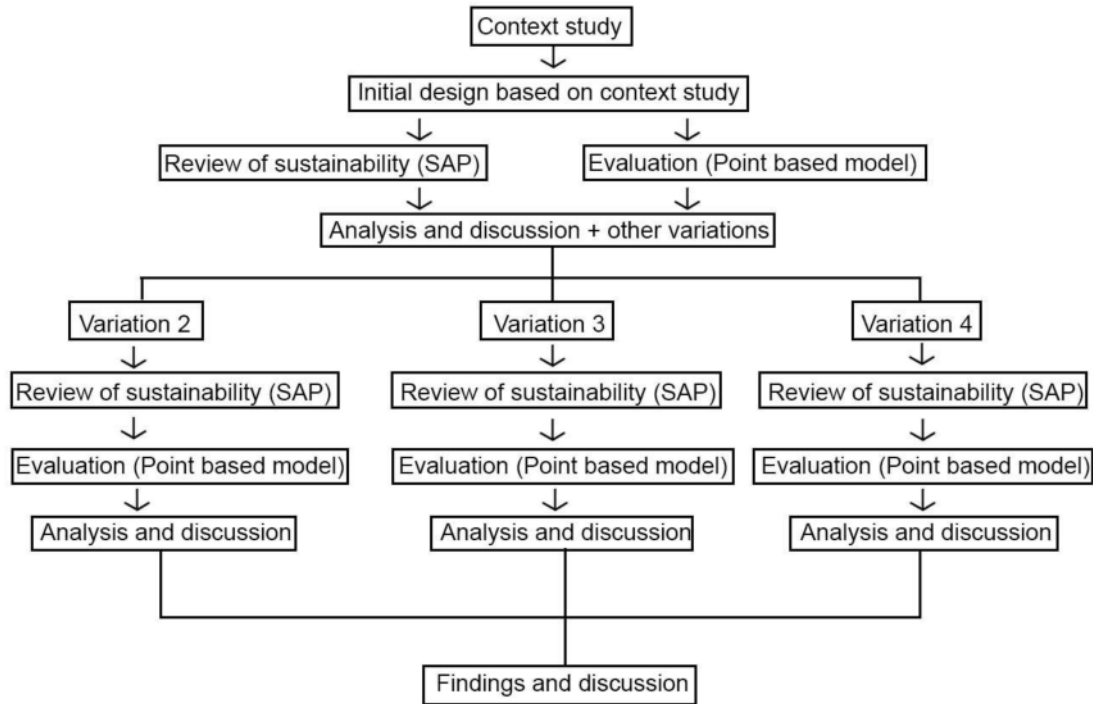 Context study
Initial design based on context study
Review of sustainability (SAP)
Evaluation (Point based model)
Analysis and discussion + other variations
Variation 2
Variation 3
Variation 4
Review of sustainability (SAP)
Review of sustainability (SAP)
Review of sustainability (SAP)
Evaluation (Point based model)
Evaluation (Point based model)
Evaluation (Point based model)
Analysis and discussion
Analysis and discussion
Analysis and discussion
Findings and discussion